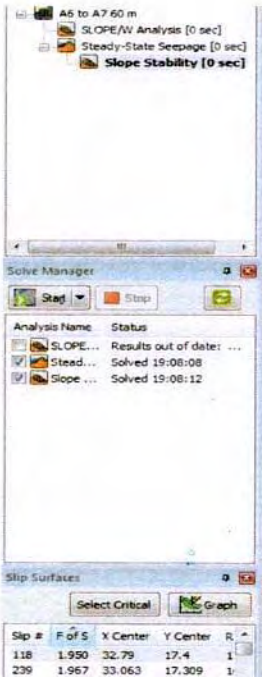 A6 to A7 60 m
SLOPE/W Analysis [0 sec]
Steady-State Seepage [0 sec]
Slope Stability [0 sec]
Solve Manager
Start Stop
Analysis Name Status
SLOPE... Results out of date: ...
Stead... Solved 19:08:08
Slope ... Solved 19:08:12
Slip Surfaces
Select Critical Graph
Slip # F of S X Center Y Center R
118 1.950 32.79 17.4 1
239 1.967 33.063 17.309